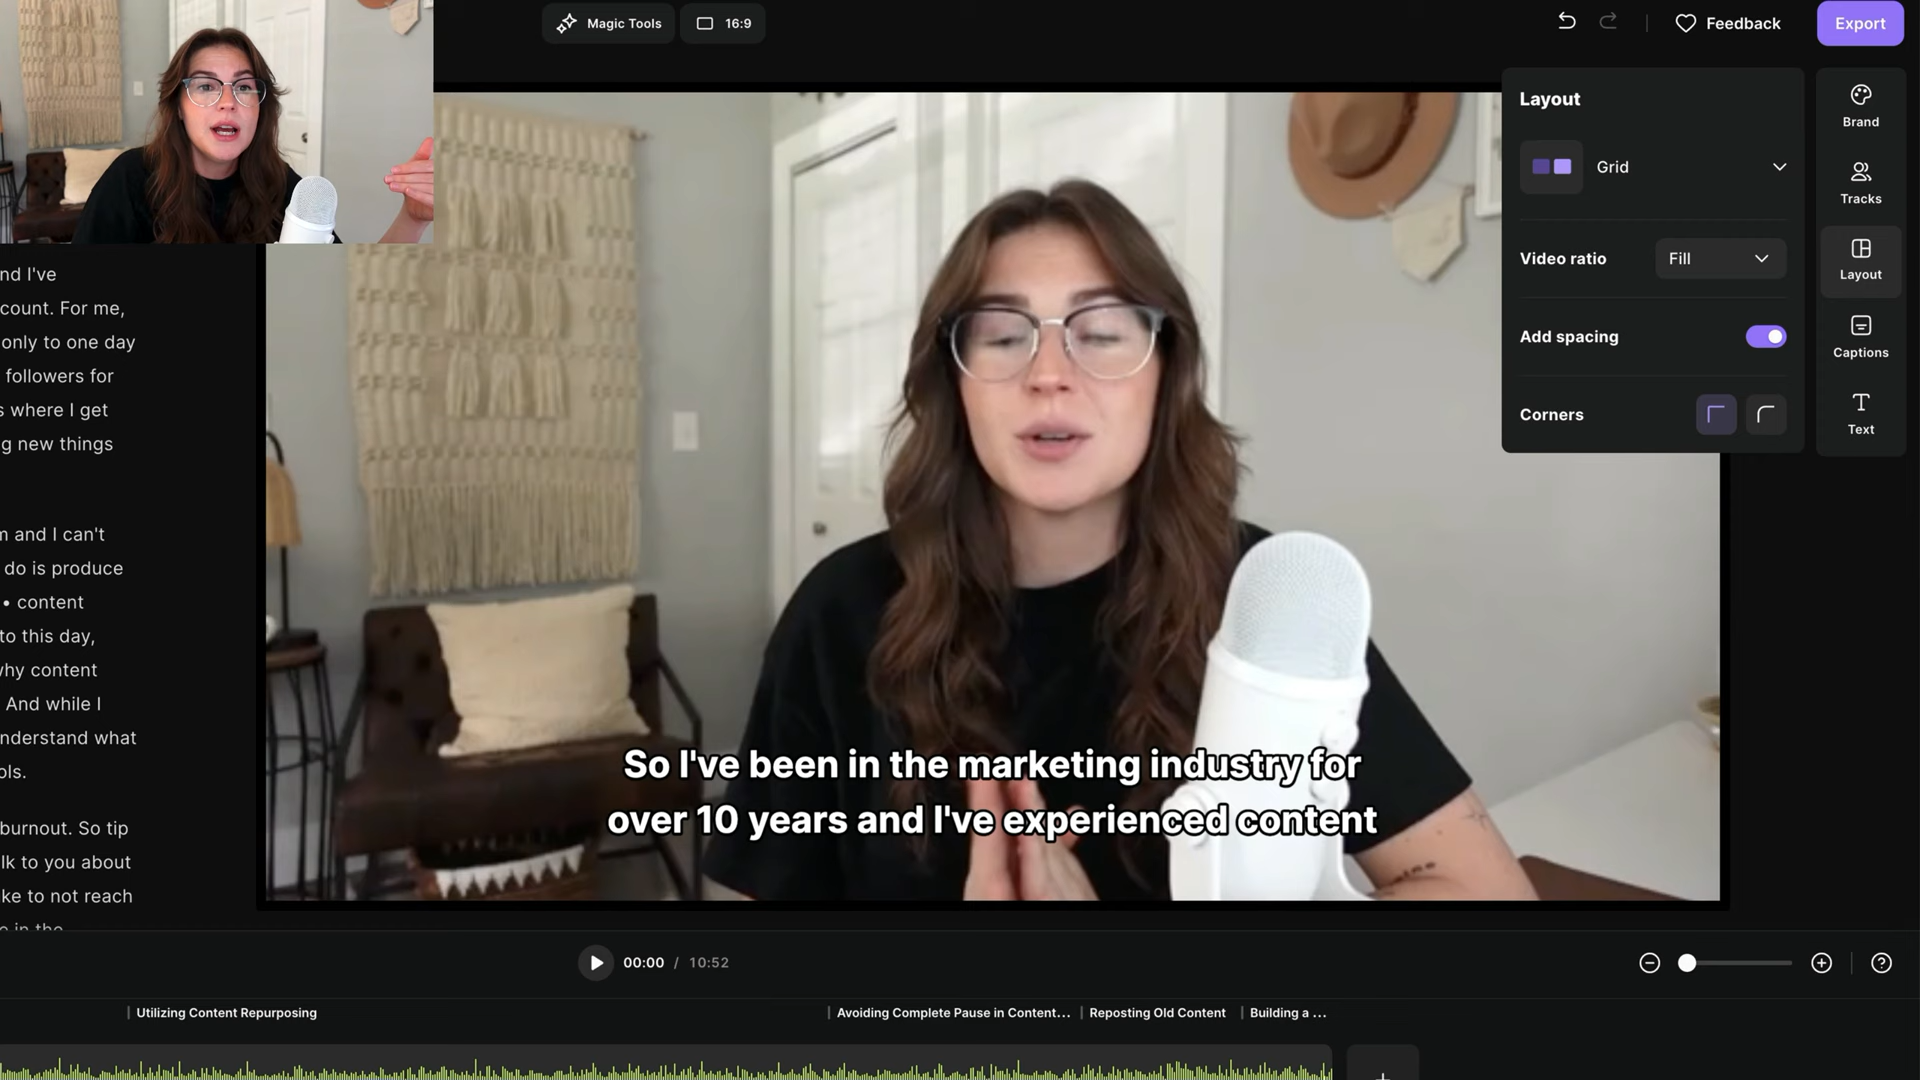 Magic Tools
16:9
Feedback
Export
Layout
Grid
Video ratio
Fill
Add spacing
Corners
Brand
Tracks
Layout
Captions
Text
nd I've
count. For me,
only to one day
followers for
s where I get
g new things
and I can't
do is produce
• content
to this day,
why content
And while I
nderstand what
ols.
burnout. So tip
lk to you about
ke to not reach
in the
So I've been in the marketing industry for
over 10 years and I've experienced content
00:00 / 10:52
Utilizing Content Repurposing
Avoiding Complete Pause in Content...
Reposting Old Content
Building a ...